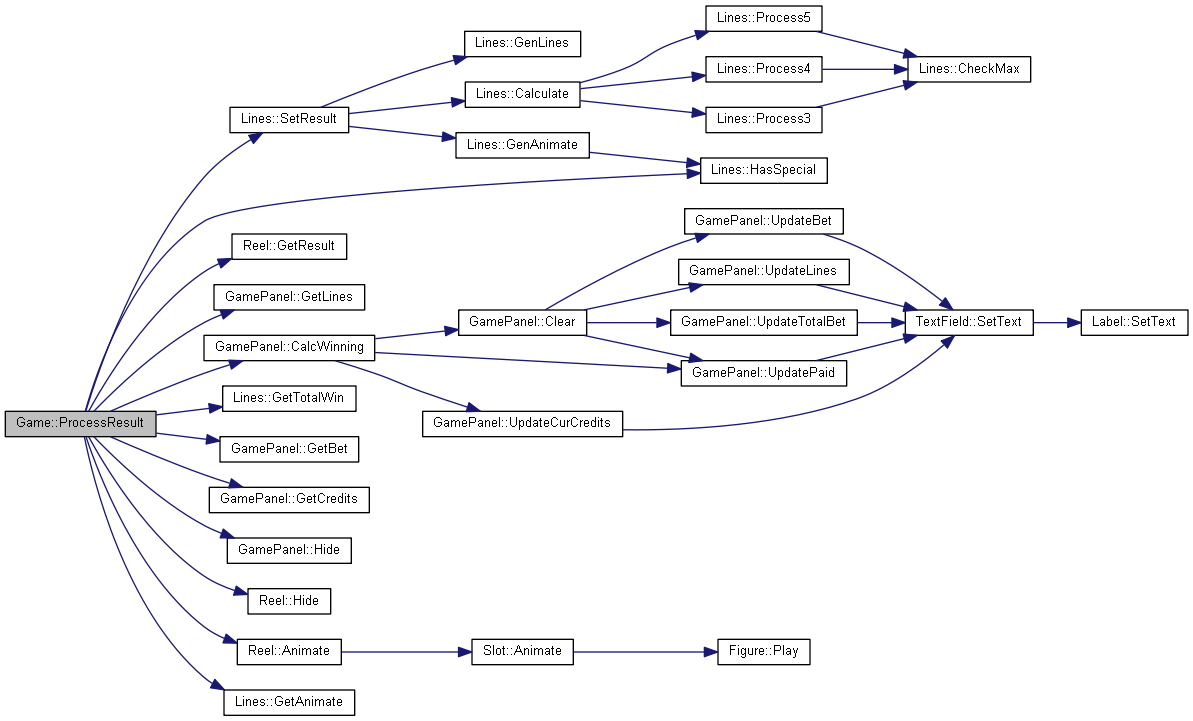 Lines::Process5
Lines::GenLines
Lines::Process4
Lines::CheckMax
Lines::Calculate
Lines::SetResult
Lines::Process3
Lines::GenAnimate
Lines::HasSpecial
GamePanel::UpdateBet
Reel::GetResult
GamePanel::UpdateLines
GamePanel::GetLines
GamePanel::Clear
GamePanel::UpdateTotalBet
TextField::SetText
Label::SetText
GamePanel::CalcWinning
GamePanel::UpdatePaid
Lines::GetTotalWin
Game::ProcessResult
GamePanel::UpdateCurCredits
GamePanel::GetBet
GamePanel::GetCredits
GamePanel::Hide
Reel::Hide
Reel::Animate
Slot::Animate
Figure::Play
Lines::GetAnimate